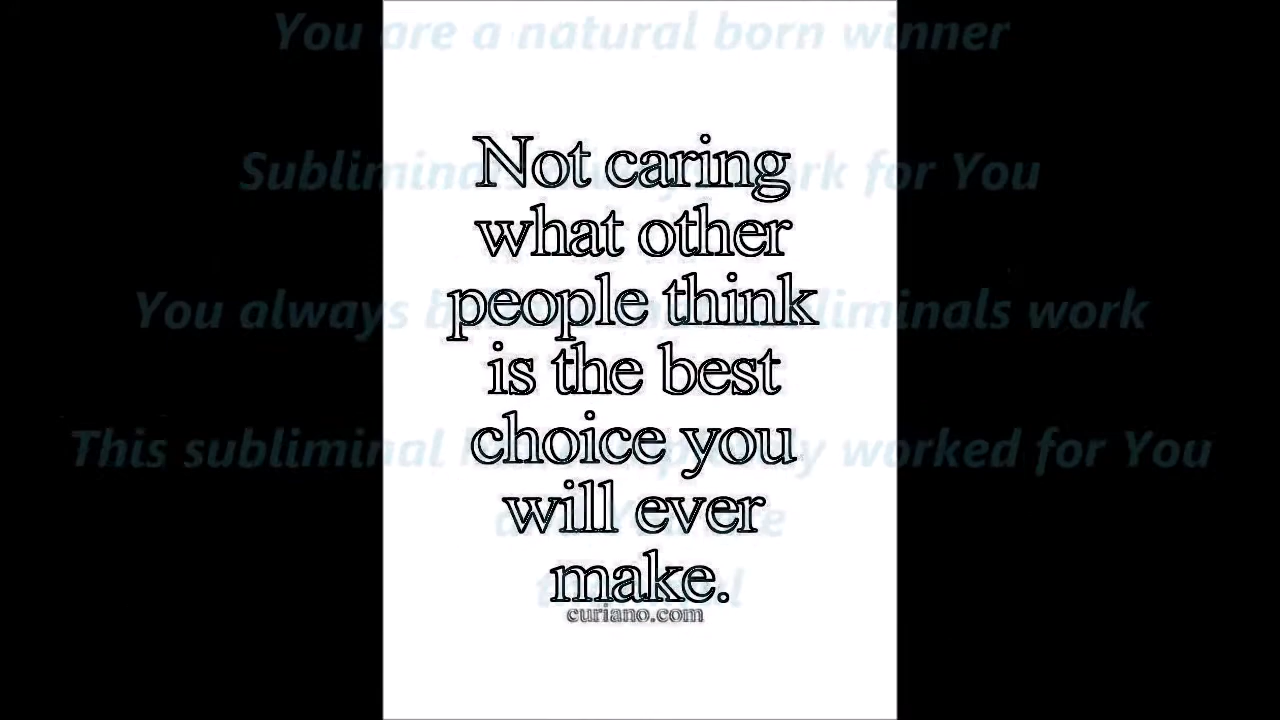 You are a natural born winner
Not caring
what other
people think
is the best
choice you
will ever
make.
curiano.com
Subliminals work for You
You always subliminals work
This subliminal worked for You